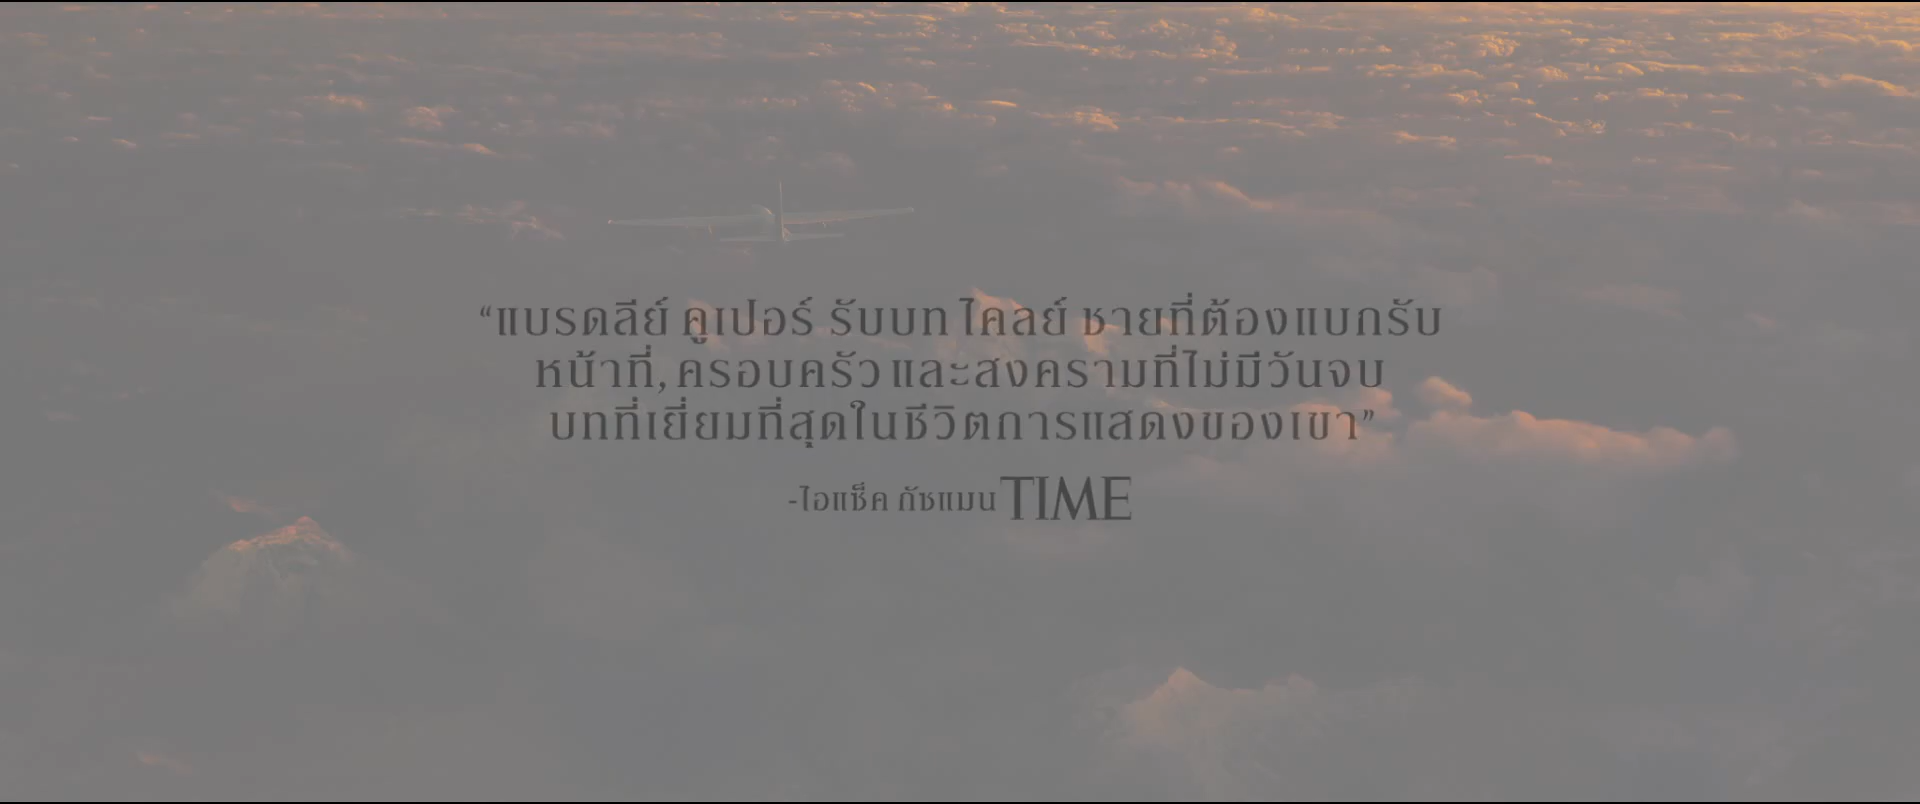 “แบรดลีย์ คูเปอร์ รับบท ไคลย์ ชายที่ต้องแบกรับ
หน้าที่, ครอบครัว และสงครามที่ไม่มีวันจบ
บทที่เยี่ยมที่สุดในชีวิตการแสดงของเขา”
-ไอแซ็ค กัซแมน TIME